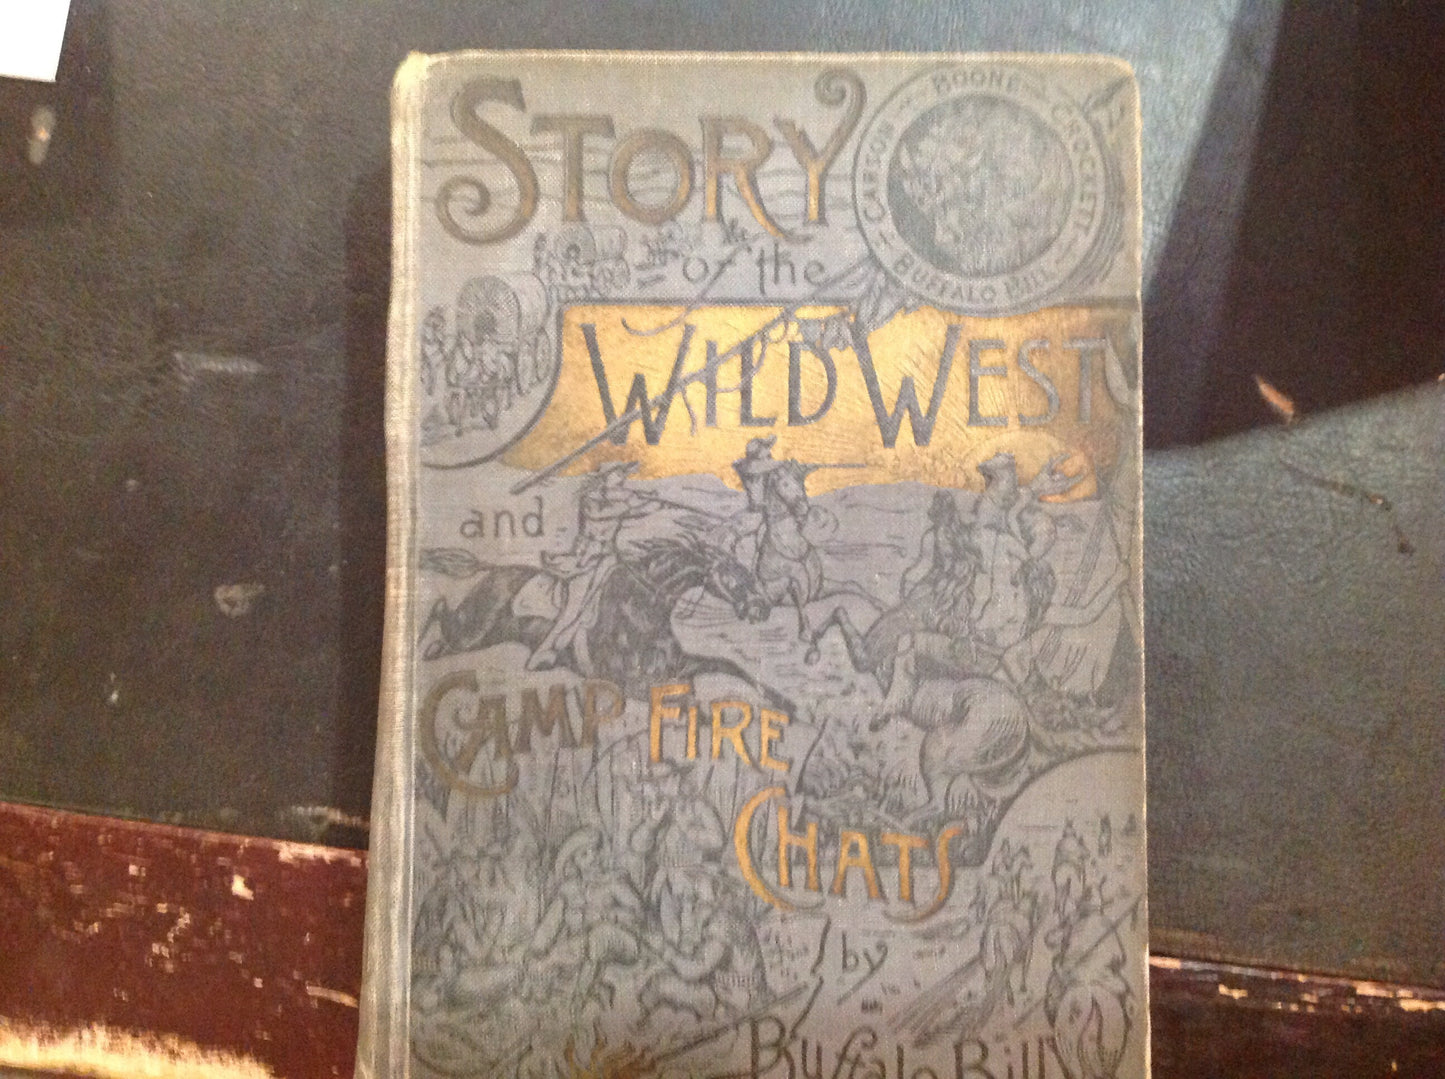 STORY
of the
CARSON BOONE CROCKETT BUFFALO BILL
WILD WEST
and
CAMP FIRE
CHATS
by
Buffalo Bill